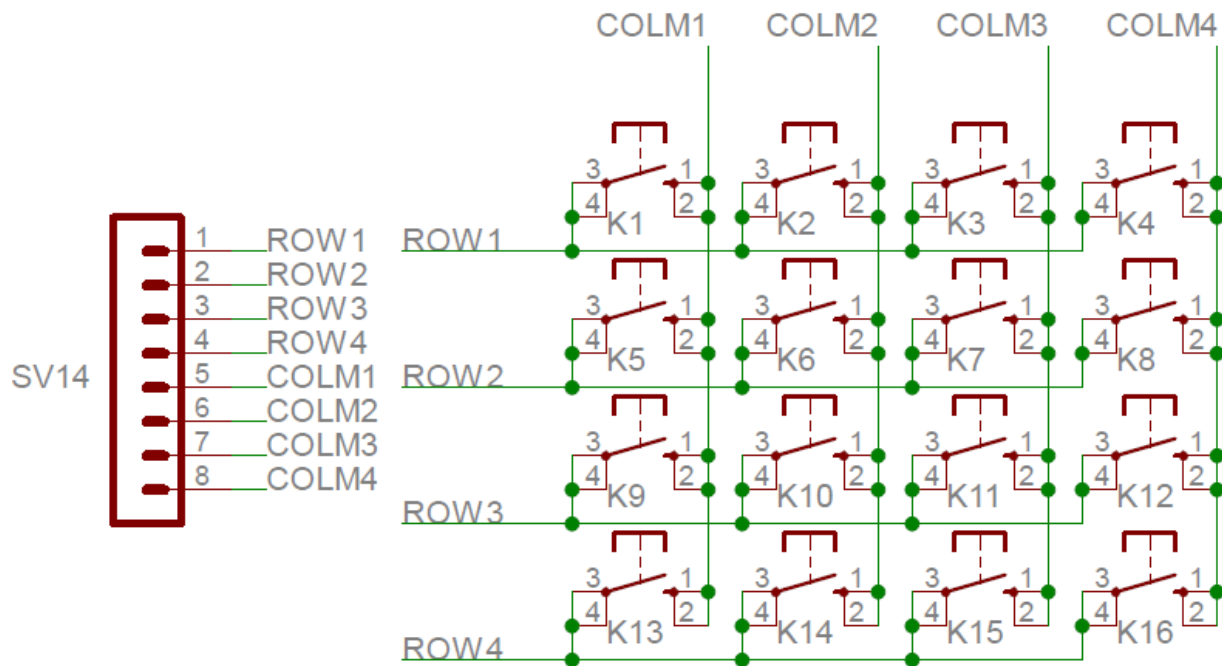 COLM1 COLM2 COLM3 COLM4
3 1 3 1 3 1 3 1
4 K1 2 4 K2 2 4 K3 2 4 K4 2
1 ROW1 ROW1
2 ROW2
3 1 3 1 3 1 3 1
3 ROW3
4 K5 2 4 K6 2 4 K7 2 4 K8 2
4 ROW4
SV14 5 COLM1 ROW2
6 COLM2
3 1 3 1 3 1 3 1
7 COLM3
4 K9 2 4 K10 2 4 K11 2 4 K12 2
8 COLM4
ROW3
3 1 3 1 3 1 3 1
4 K13 2 4 K14 2 4 K15 2 4 K16 2
ROW4